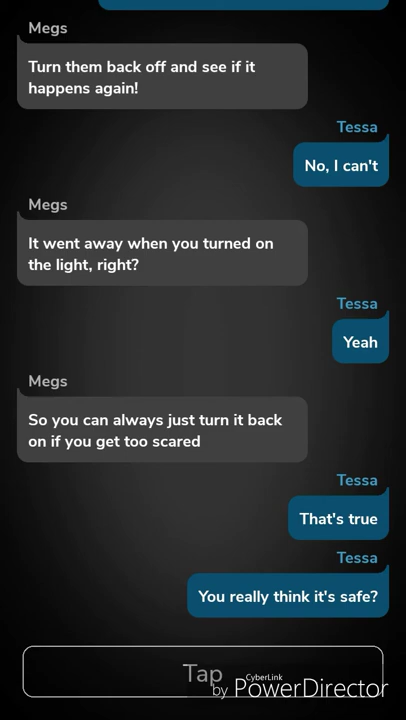 Megs
Turn them back off and see if it
happens again!
Tessa
No, I can't
Megs
It went away when you turned on
the light, right?
Tessa
Yeah
Megs
So you can always just turn it back
on if you get too scared
Tessa
That's true
Tessa
You really think it's safe?
Tap
by CyberLink PowerDirector